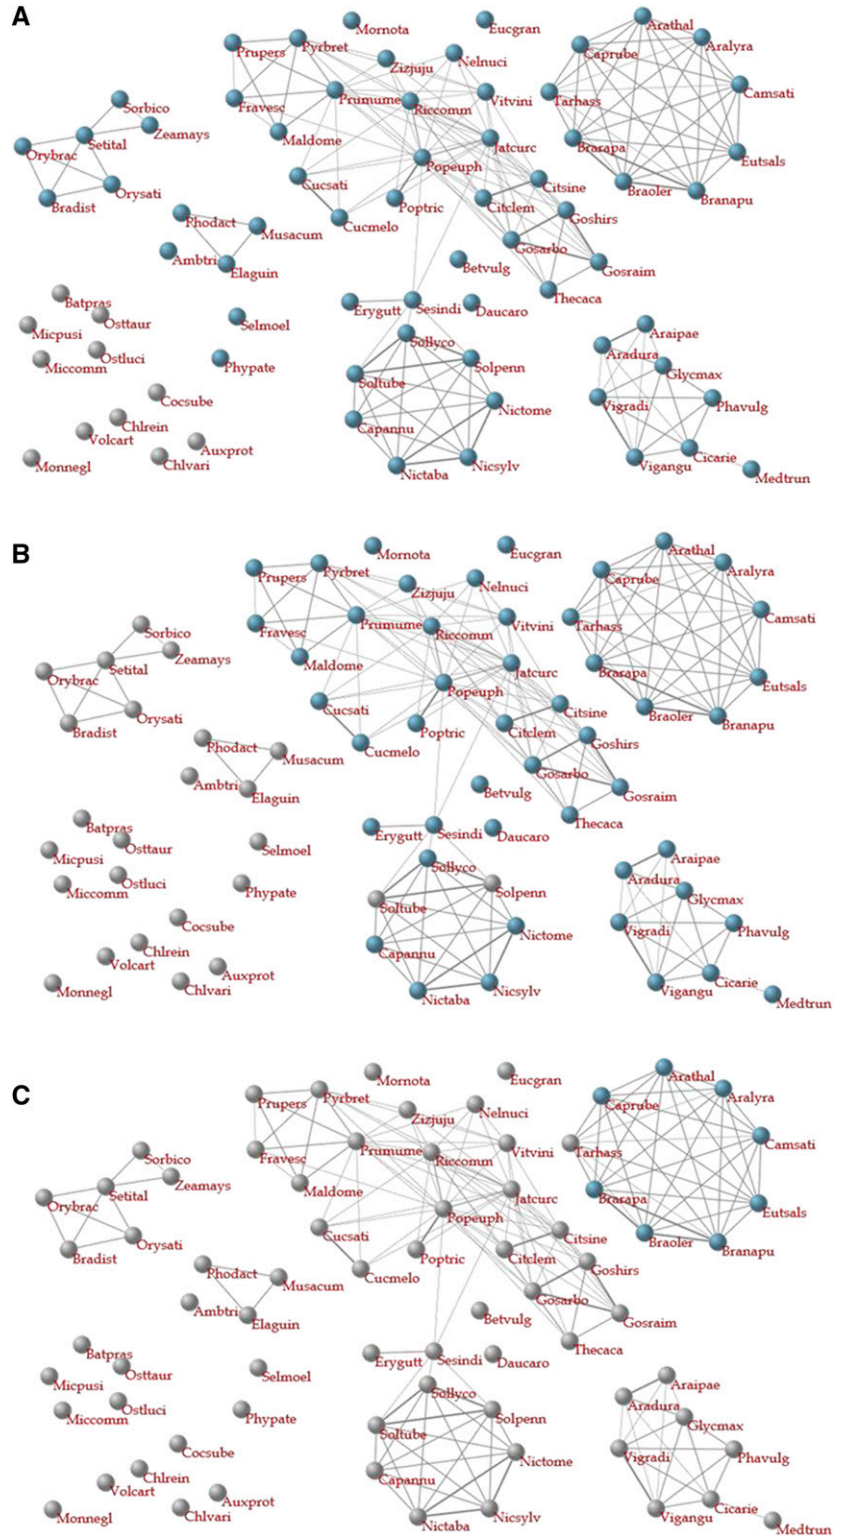 A
Mornota
Eucgran
Arathal
Prupers
Pyrbret
Zizjuju
Nelnuci
Caprube
Aralyra
Fravesc
Prumume
Riccomm
Vitvini
Tarhass
Camsati
Sorbico
Zeamays
Maldome
Jatcurc
Brarapa
Eutsals
Orybrac
Setital
Popeuph
Cucsati
Citsine
Braoler
Branapu
Bradist
Orysati
Poptric
Citclem
Goshirs
Rhodact
Musacum
Cucmelo
Gosarbo
Ambtri
Elaguin
Betvulg
Gosraim
Thecaca
Batpras
Osttaur
Selmoel
Erygutt
Sesindi
Daucaro
Micpusi
Araipae
Miccomm
Ostluci
Phypate
Sollyco
Solpenn
Aradura
Glycmax
Cocsube
Soltube
Nictome
Vigradi
Phavulg
Volcart
Chlrein
Capannu
Auxprot
Monnegl
Chlvari
Nictaba
Nicsylv
Vigangu
Cicarie
Medtrun
B
Mornota
Eucgran
Arathal
Prupers
Pyrbret
Zizjuju
Nelnuci
Caprube
Aralyra
Fravesc
Prumume
Riccomm
Vitvini
Tarhass
Camsati
Sorbico
Zeamays
Maldome
Jatcurc
Brarapa
Eutsals
Orybrac
Setital
Popeuph
Cucsati
Citsine
Braoler
Branapu
Bradist
Orysati
Poptric
Citclem
Goshirs
Rhodact
Musacum
Cucmelo
Gosarbo
Ambtri
Elaguin
Betvulg
Gosraim
Thecaca
Batpras
Osttaur
Selmoel
Erygutt
Sesindi
Daucaro
Micpusi
Araipae
Miccomm
Ostluci
Phypate
Sollyco
Solpenn
Aradura
Glycmax
Cocsube
Soltube
Nictome
Vigradi
Phavulg
Volcart
Chlrein
Capannu
Auxprot
Monnegl
Chlvari
Nictaba
Nicsylv
Vigangu
Cicarie
Medtrun
C
Mornota
Eucgran
Arathal
Prupers
Pyrbret
Zizjuju
Nelnuci
Caprube
Aralyra
Fravesc
Prumume
Riccomm
Vitvini
Tarhass
Camsati
Sorbico
Zeamays
Maldome
Jatcurc
Brarapa
Eutsals
Orybrac
Setital
Popeuph
Cucsati
Citsine
Braoler
Branapu
Bradist
Orysati
Poptric
Citclem
Goshirs
Rhodact
Musacum
Cucmelo
Gosarbo
Ambtri
Elaguin
Betvulg
Gosraim
Thecaca
Batpras
Osttaur
Selmoel
Erygutt
Sesindi
Daucaro
Micpusi
Araipae
Miccomm
Ostluci
Phypate
Sollyco
Solpenn
Aradura
Glycmax
Cocsube
Soltube
Nictome
Vigradi
Phavulg
Volcart
Chlrein
Capannu
Auxprot
Monnegl
Chlvari
Nictaba
Nicsylv
Vigangu
Cicarie
Medtrun